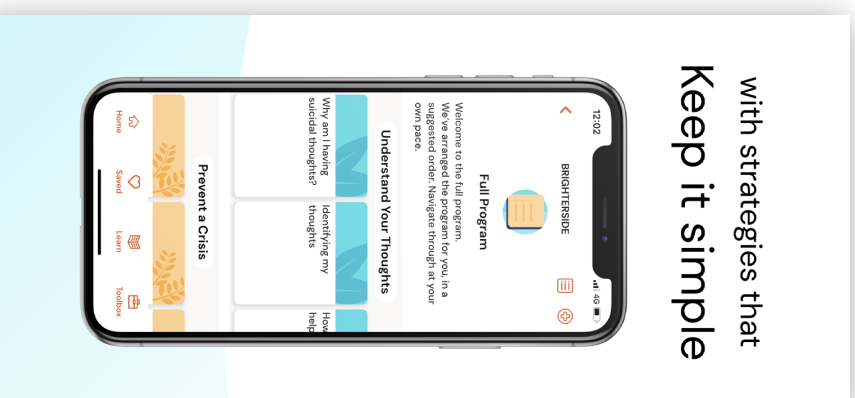 with strategies that
Keep it simple
12:02
4G
BRIGHTERSIDE
Full Program
Welcome to the full program.
We've arranged the program for you, in a
suggested order. Navigate through at your
own pace.
Understand Your Thoughts
Why am I having
suicidal thoughts?
Identifying my
thoughts
How
help
Prevent a Crisis
Home
Saved
Learn
Toolbox